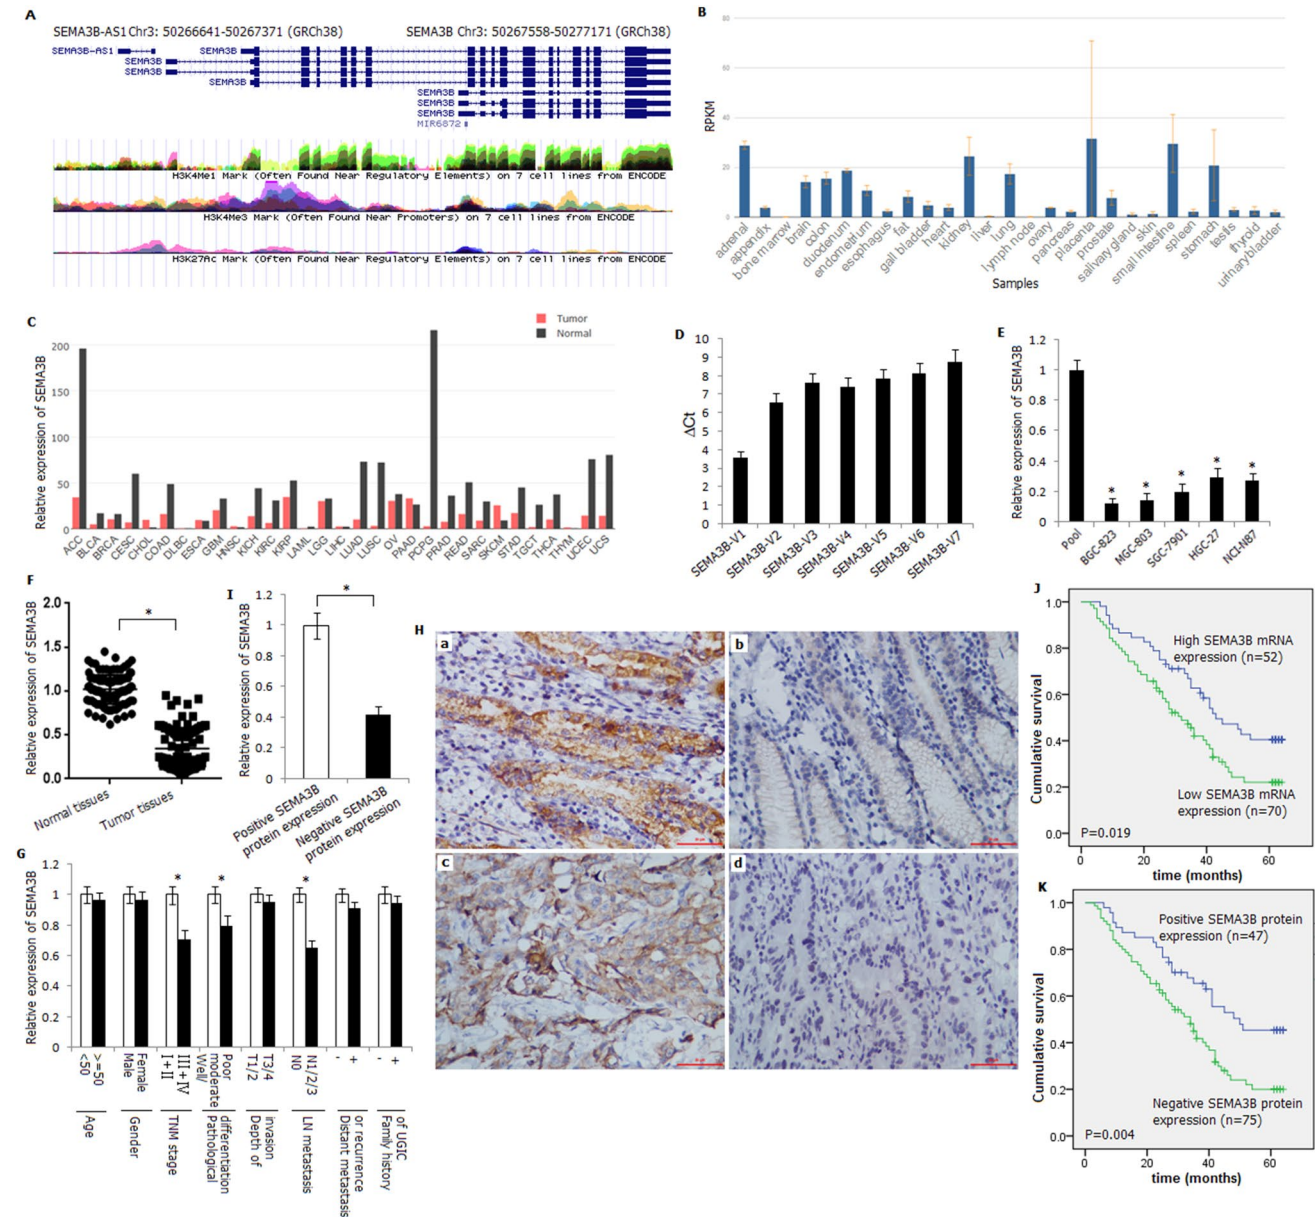 A
SEMA3B-AS1 Chr3: 50266641-50267371 (GRCh38)
SEMA3B Chr3: 50267558-50277171 (GRCh38)
SEMA3B-AS1
SEMA3B
SEMA3B
SEMA3B
SEMA3B
SEMA3B
SEMA3B
SEMA3B
MIR6872
H3K4Me1 Mark (Often Found Near Regulatory Elements) on 7 cell lines from ENCODE
H3K4Me3 Mark (Often Found Near Promoters) on 7 cell lines from ENCODE
H3K27Ac Mark (Often Found Near Regulatory Elements) on 7 cell lines from ENCODE
B
RPKM
80
60
40
20
0
adrenal
appendix
bone marrow
brain
colon
duodenum
endometrium
esophagus
fat
gall bladder
heart
kidney
liver
lung
lymph node
ovary
pancreas
placenta
prostate
salivary gland
skin
small intestine
spleen
stomach
testis
thyroid
urinarybladder
Samples
C
Tumor
Normal
Relative expression of SEMA3B
200
150
100
50
0
ACC
BLCA
BRCA
CESC
CHOL
COAD
DLBC
ESCA
GBM
HNSC
KICH
KIRC
KIRP
LAML
LGG
LIHC
LUAD
LUSC
OV
PAAD
PCPG
PRAD
READ
SARC
SKCM
STAD
TGCT
THCA
THYM
UCEC
UCS
D
ΔCt
10
9
8
7
6
5
4
3
2
1
0
SEMA3B-V1
SEMA3B-V2
SEMA3B-V3
SEMA3B-V4
SEMA3B-V5
SEMA3B-V6
SEMA3B-V7
E
Relative expression of SEMA3B
1.2
1
0.8
0.6
0.4
0.2
0
* * * * *
Pool
BGC-823
MGC-803
SGC-7901
HGC-27
NCI-N87
F
Relative expression of SEMA3B
2.0
1.5
1.0
0.5
0.0
*
Normal tissues
Tumor tissues
I
Relative expression of SEMA3B
1.2
1
0.8
0.6
0.4
0.2
0
*
Positive SEMA3B
protein expression
Negative SEMA3B
protein expression
G
Relative expression of SEMA3B
1.2
1
0.8
0.6
0.4
0.2
0
* * *
>=50
<50
Age
Female
Male
Gender
III+IV
I+II
TNM stage
Poor
moderate
Well/
differentiation
Pathological
T3/4
T1/2
invasion
Depth of
N1/2/3
N0
LN metastasis
+
-
or recurrence
Distant metastasis
+
-
of UGIC
Family history
H
a
b
c
d
J
Cumulative survival
1.0
0.8
0.6
0.4
0.2
0.0
High SEMA3B mRNA
expression (n=52)
Low SEMA3B mRNA
expression (n=70)
P=0.019
0 20 40 60
time (months)
K
Cumulative survival
1.0
0.8
0.6
0.4
0.2
0.0
Positive SEMA3B protein
expression (n=47)
Negative SEMA3B protein
expression (n=75)
P=0.004
0 20 40 60
time (months)